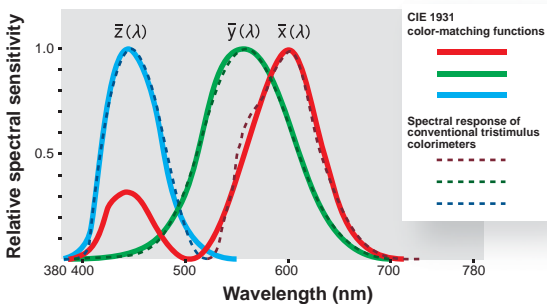 z̄(λ) ȳ(λ) x̄(λ)
CIE 1931
color-matching functions
Spectral response of
conventional tristimulus
colorimeters
Relative spectral sensitivity
1.0
0.5
380 400 500 600 700 780
Wavelength (nm)